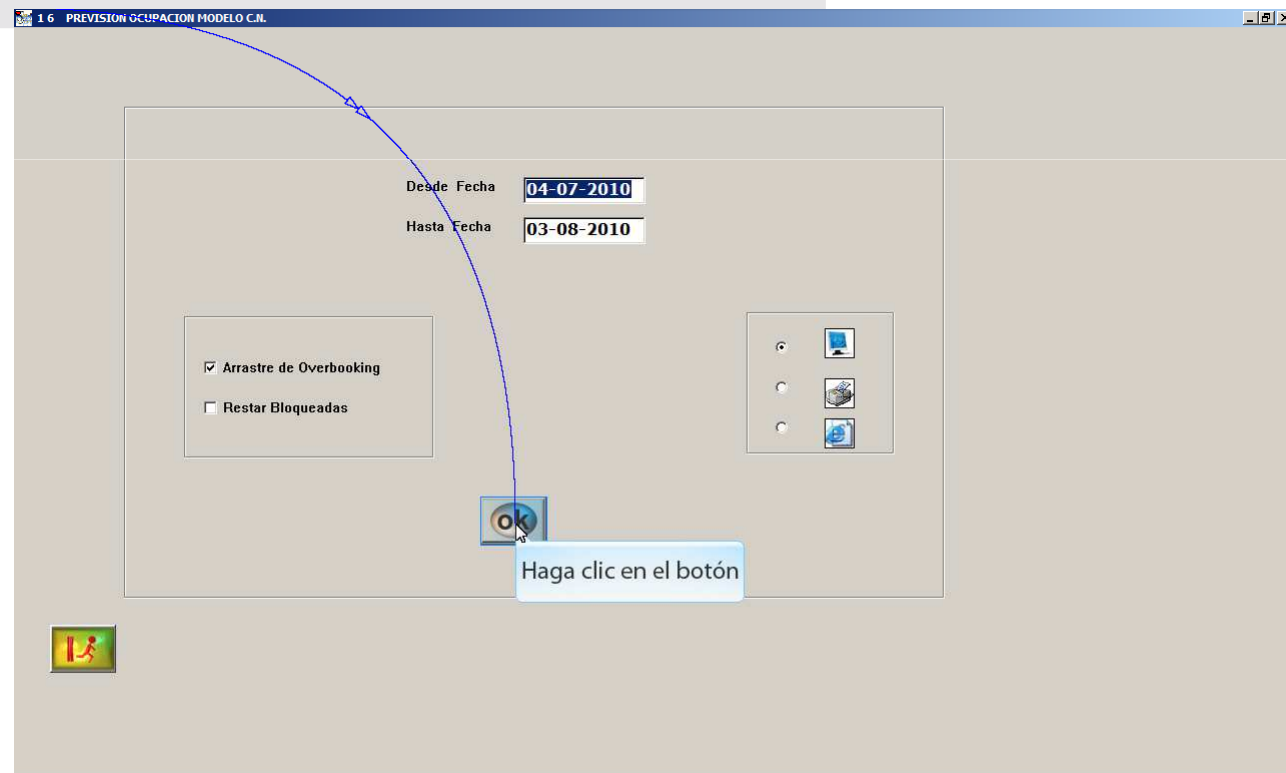 1 6 PREVISION OCUPACION MODELO C.N.
Desde Fecha 04-07-2010
Hasta Fecha 03-08-2010
Arrastre de Overbooking
Restar Bloqueadas
ok
Haga clic en el botón